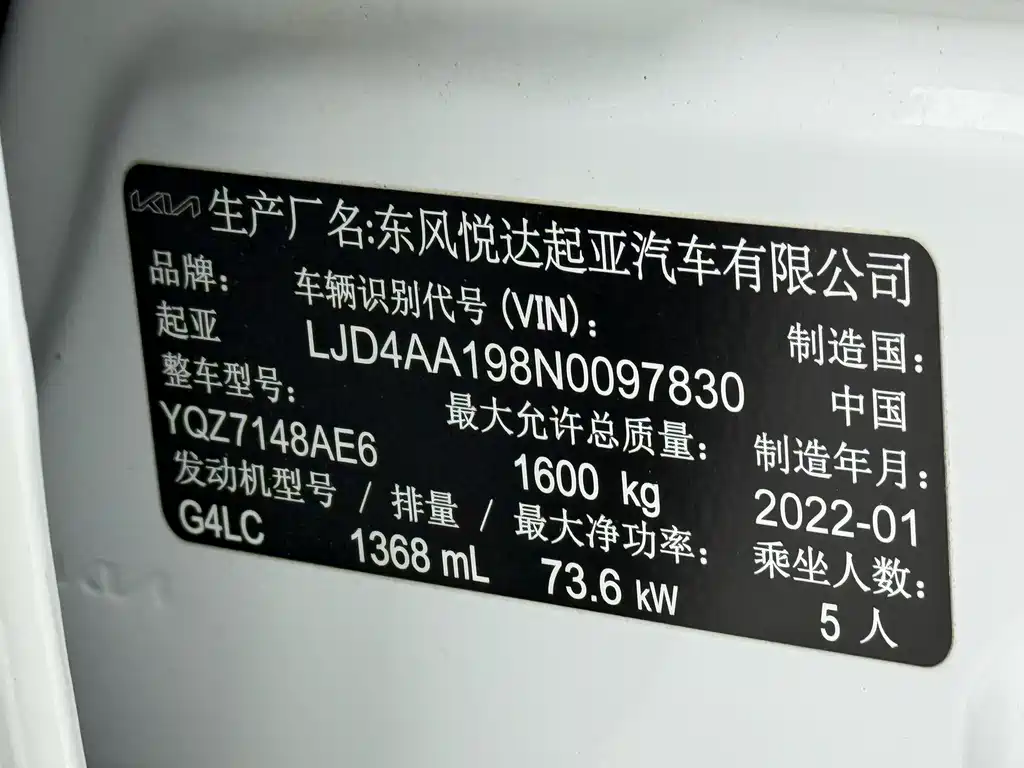 KIA 生产厂名:东风悦达起亚汽车有限公司
品牌: 车辆识别代号 (VIN): 制造国:
起亚 LJD4AA198N0097830 中国
整车型号: 最大允许总质量: 制造年月:
YQZ7148AE6 1600 kg 2022-01
发动机型号 / 排量 / 最大净功率: 乘坐人数:
G4LC 1368 mL 73.6 kW 5 人